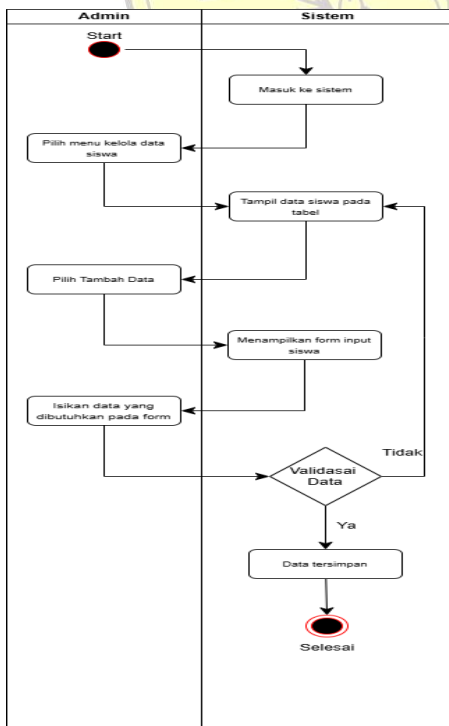 Admin
Sistem
Start
Masuk ke sistem
Pilih menu kelola data
siswa
Tampil data siswa pada
tabel
Pilih Tambah Data
Menampilkan form input
siswa
Isikan data yang
dibutuhkan pada form
Validasai
Data
Tidak
Ya
Data tersimpan
Selesai